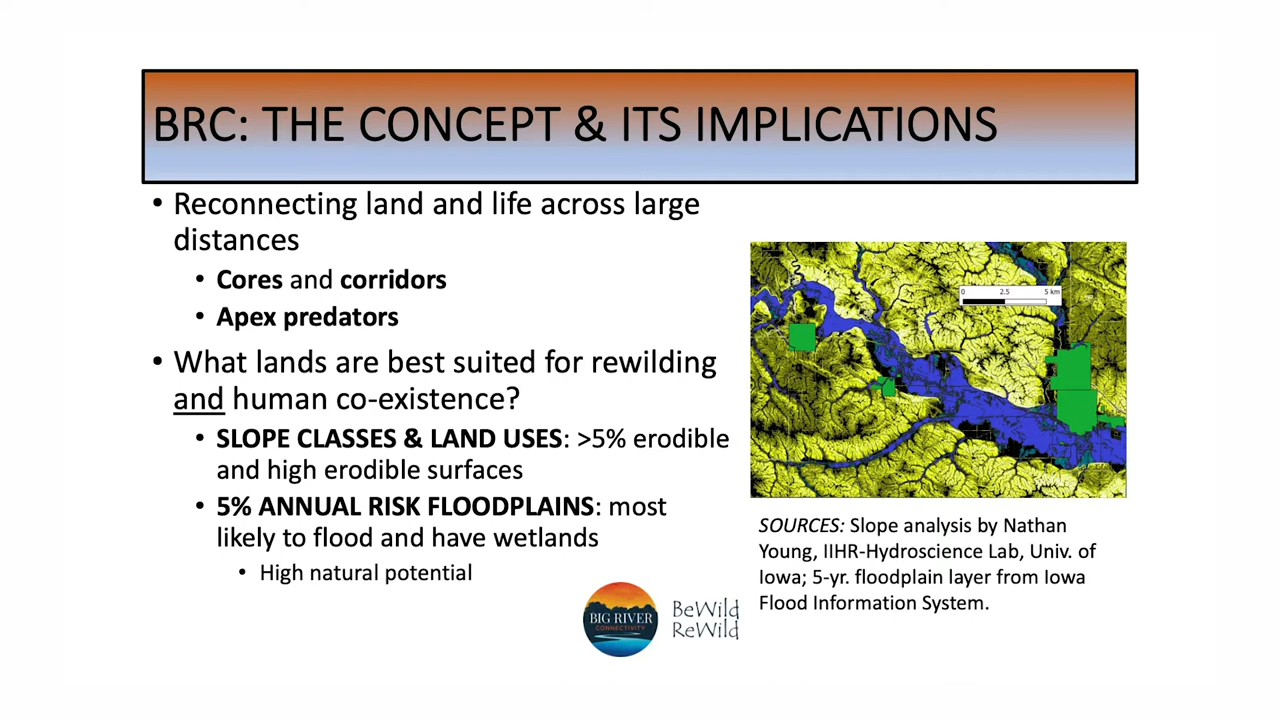 BRC: THE CONCEPT & ITS IMPLICATIONS
• Reconnecting land and life across large
distances
• Cores and corridors
• Apex predators
• What lands are best suited for rewilding
and human co-existence?
• SLOPE CLASSES & LAND USES: >5% erodible
and high erodible surfaces
• 5% ANNUAL RISK FLOODPLAINS: most
likely to flood and have wetlands
• High natural potential
0 2.5 5 km
SOURCES: Slope analysis by Nathan
Young, IIHR-Hydroscience Lab, Univ. of
Iowa; 5-yr. floodplain layer from Iowa
Flood Information System.
BIG RIVER
CONNECTIVITY
BeWild
ReWild